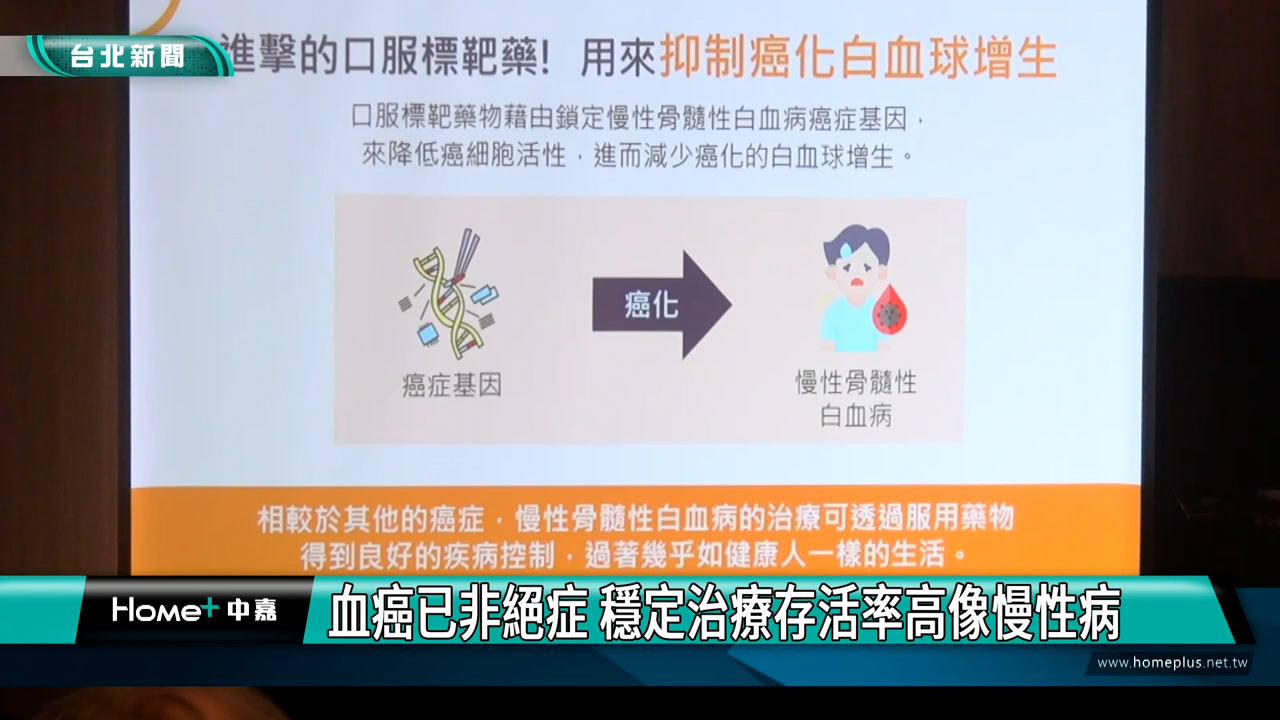 台北新聞
進擊的口服標靶藥! 用來抑制癌化白血球增生
口服標靶藥物藉由鎖定慢性骨髓性白血病癌症基因，
來降低癌細胞活性，進而減少癌化的白血球增生。
癌化
癌症基因
慢性骨髓性
白血病
相較於其他的癌症，慢性骨髓性白血病的治療可透過服用藥物
得到良好的疾病控制，過著幾乎如健康人一樣的生活。
Home+ 中嘉
血癌已非絕症 穩定治療存活率高像慢性病
www.homeplus.net.tw